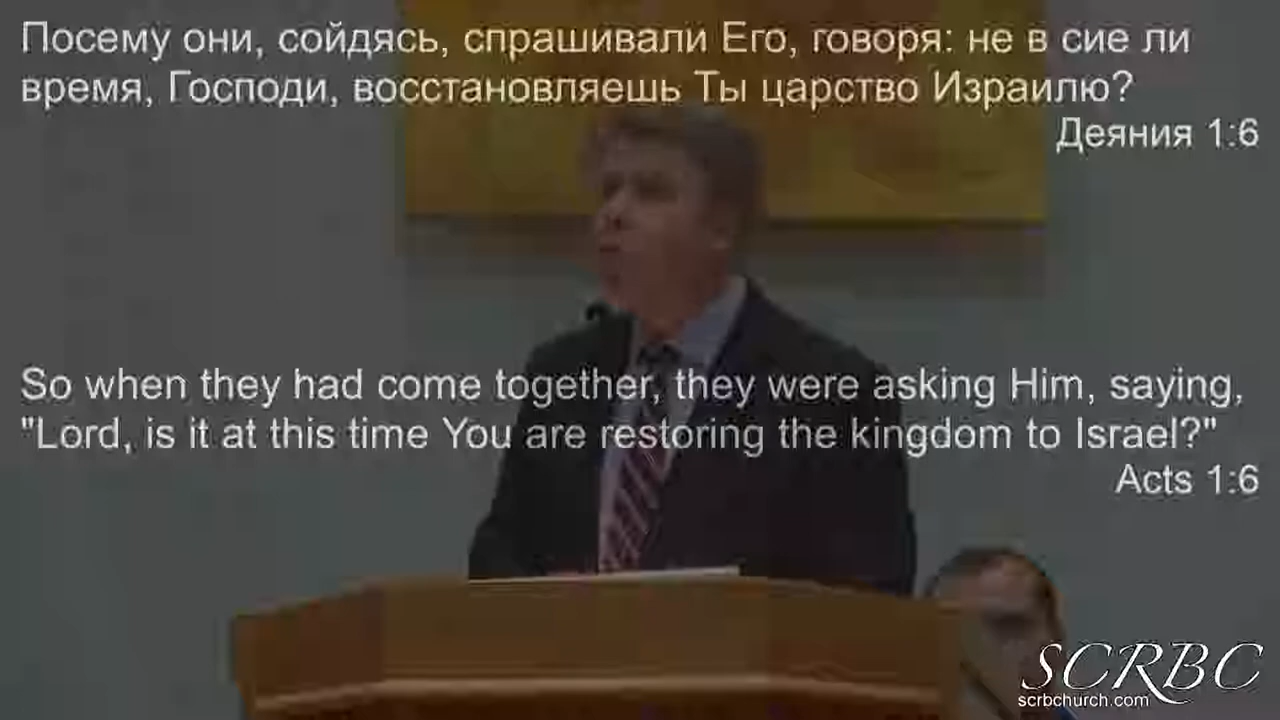 Посему они, сойдясь, спрашивали Его, говоря: не в сие ли
время, Господи, восстановляешь Ты царство Израилю?
Деяния 1:6
So when they had come together, they were asking Him, saying,
"Lord, is it at this time You are restoring the kingdom to Israel?"
Acts 1:6
SCRBC
scrbchurch.com